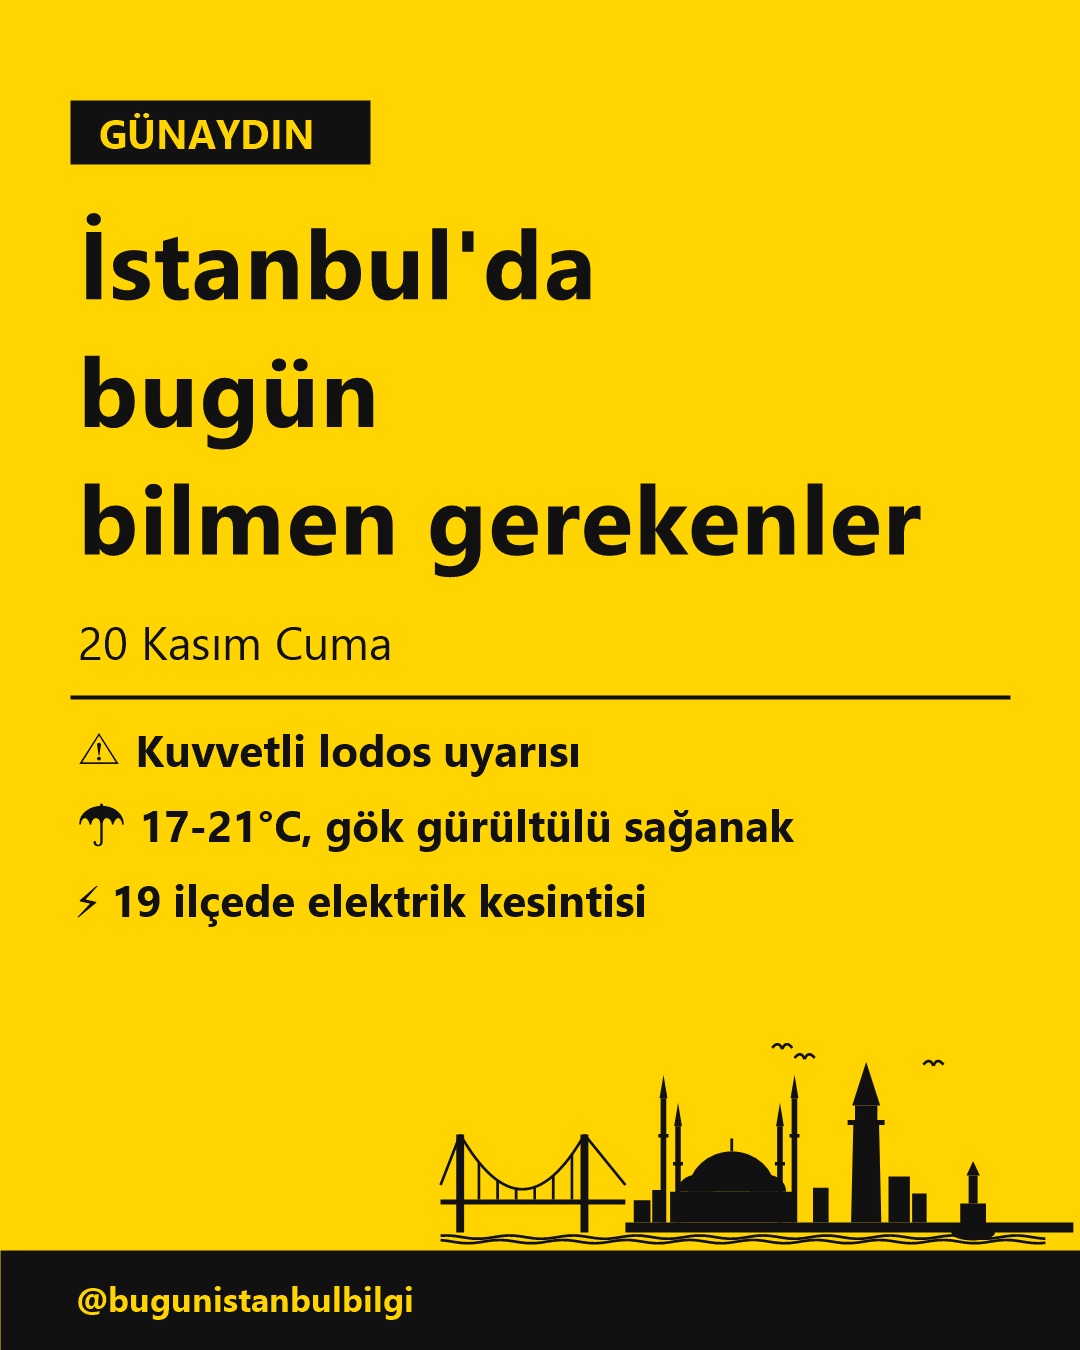 GÜNAYDIN
İstanbul'da
bugün
bilmen gerekenler
20 Kasım Cuma
⚠ Kuvvetli lodos uyarısı
☂ 17-21°C, gök gürültülü sağanak
⚡ 19 ilçede elektrik kesintisi
@bugunistanbulbilgi